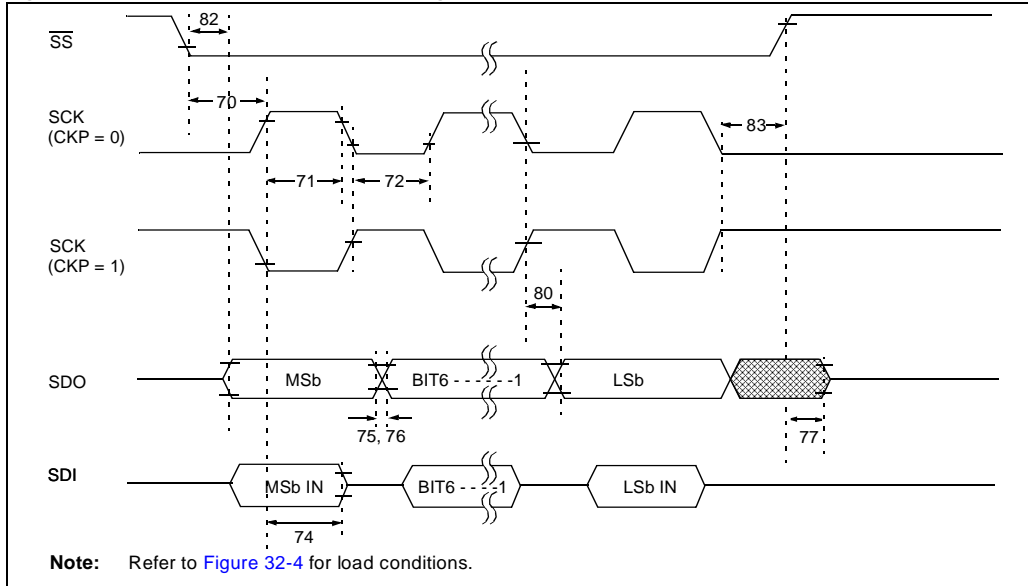 82
SS
70
SCK
(CKP = 0)
83
71
72
SCK
(CKP = 1)
80
SDO
MSb
BIT6 - - - - - -1
LSb
75, 76
77
SDI
MSb IN
BIT6 - - - -1
LSb IN
74
Note: Refer to Figure 32-4 for load conditions.